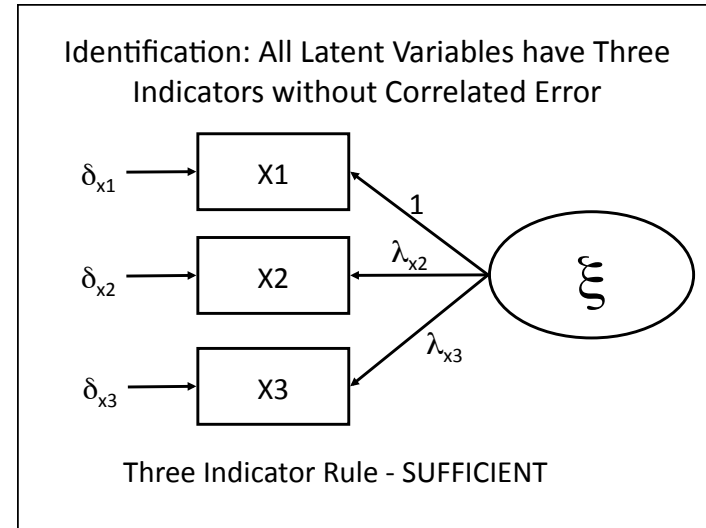 Identification: All Latent Variables have Three
Indicators without Correlated Error
δx1
X1
1
δx2
X2
λx2
ξ
λx3
δx3
X3
Three Indicator Rule - SUFFICIENT